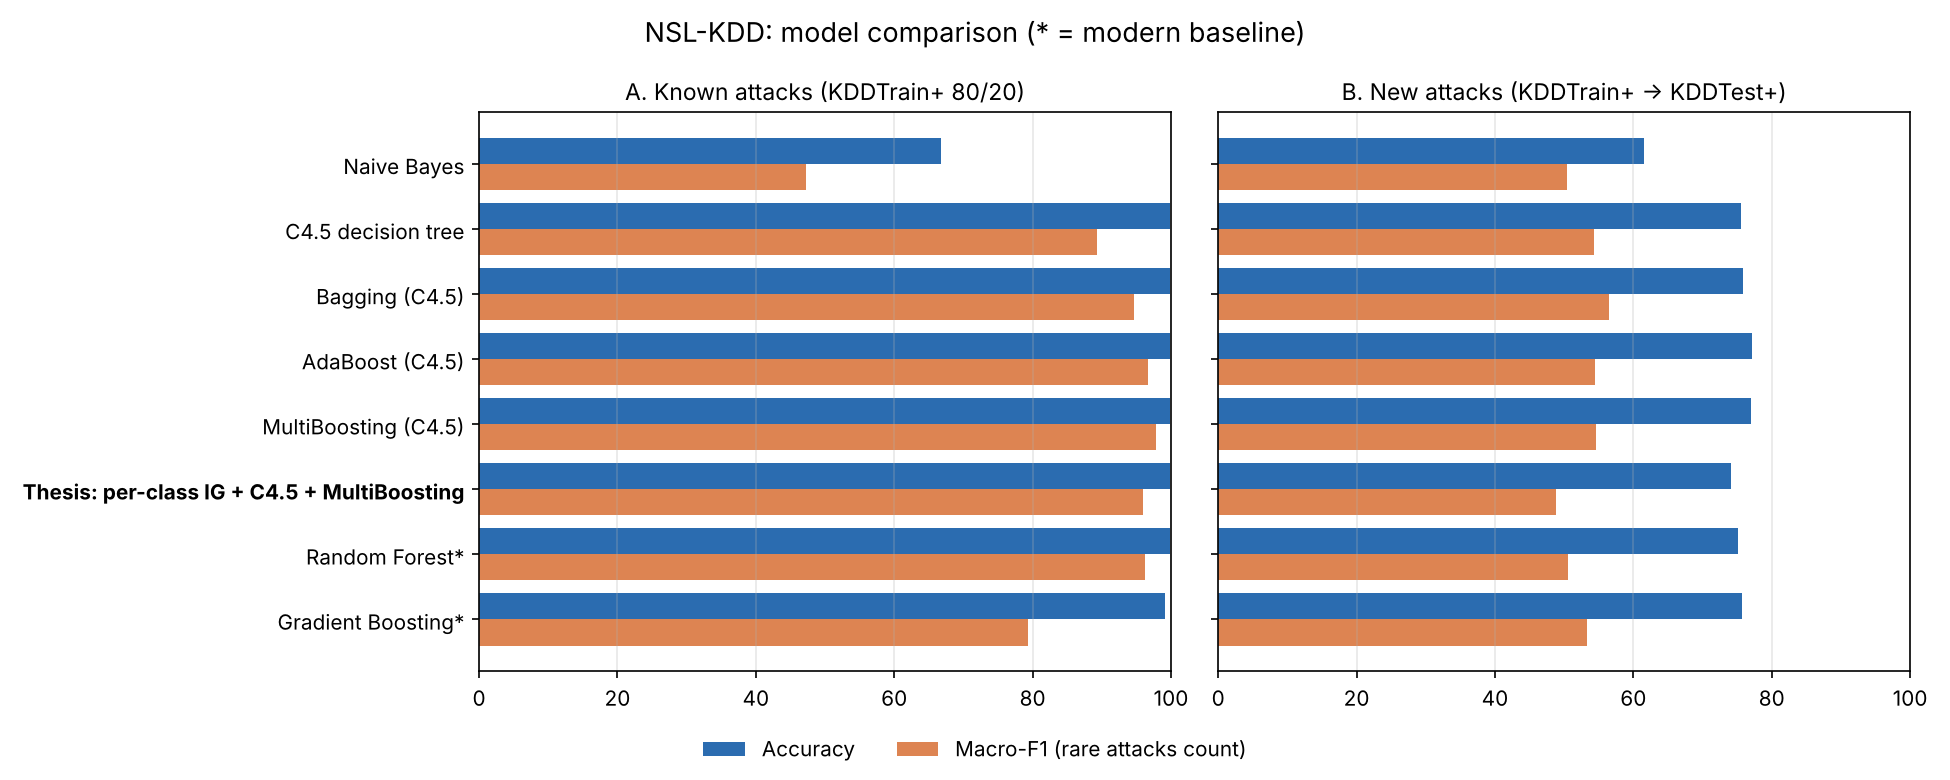 NSL-KDD: model comparison (* = modern baseline)
A. Known attacks (KDDTrain+ 80/20)
B. New attacks (KDDTrain+ → KDDTest+)
Naive Bayes
C4.5 decision tree
Bagging (C4.5)
AdaBoost (C4.5)
MultiBoosting (C4.5)
Thesis: per-class IG + C4.5 + MultiBoosting
Random Forest*
Gradient Boosting*
0 20 40 60 80 100
0 20 40 60 80 100
Accuracy
Macro-F1 (rare attacks count)